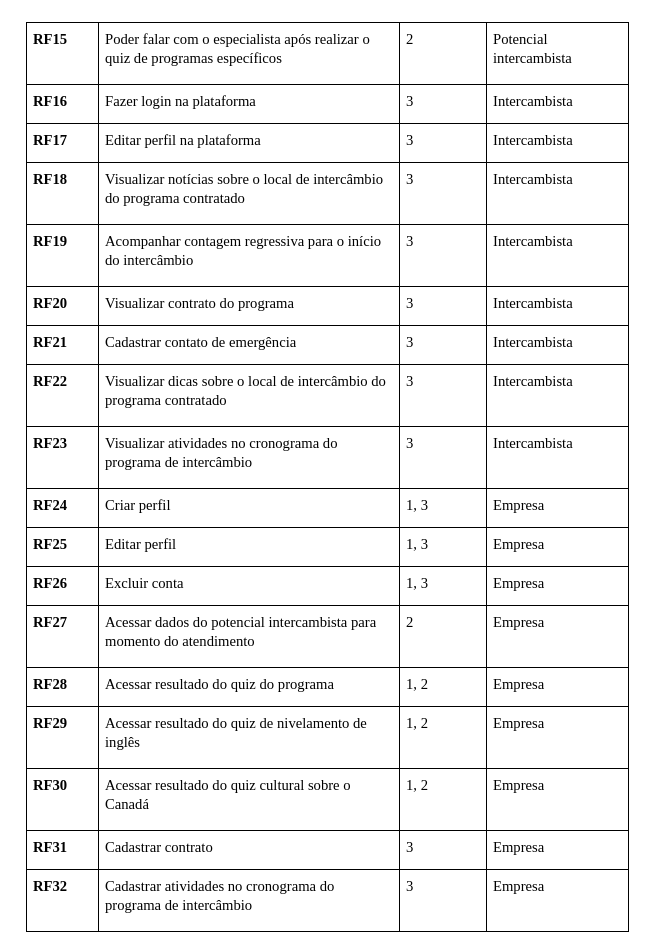 RF15 Poder falar com o especialista após realizar o 2 Potencial
quiz de programas específicos intercambista
RF16 Fazer login na plataforma 3 Intercambista
RF17 Editar perfil na plataforma 3 Intercambista
RF18 Visualizar notícias sobre o local de intercâmbio 3 Intercambista
do programa contratado
RF19 Acompanhar contagem regressiva para o início 3 Intercambista
do intercâmbio
RF20 Visualizar contrato do programa 3 Intercambista
RF21 Cadastrar contato de emergência 3 Intercambista
RF22 Visualizar dicas sobre o local de intercâmbio do 3 Intercambista
programa contratado
RF23 Visualizar atividades no cronograma do 3 Intercambista
programa de intercâmbio
RF24 Criar perfil 1, 3 Empresa
RF25 Editar perfil 1, 3 Empresa
RF26 Excluir conta 1, 3 Empresa
RF27 Acessar dados do potencial intercambista para 2 Empresa
momento do atendimento
RF28 Acessar resultado do quiz do programa 1, 2 Empresa
RF29 Acessar resultado do quiz de nivelamento de 1, 2 Empresa
inglês
RF30 Acessar resultado do quiz cultural sobre o 1, 2 Empresa
Canadá
RF31 Cadastrar contrato 3 Empresa
RF32 Cadastrar atividades no cronograma do 3 Empresa
programa de intercâmbio